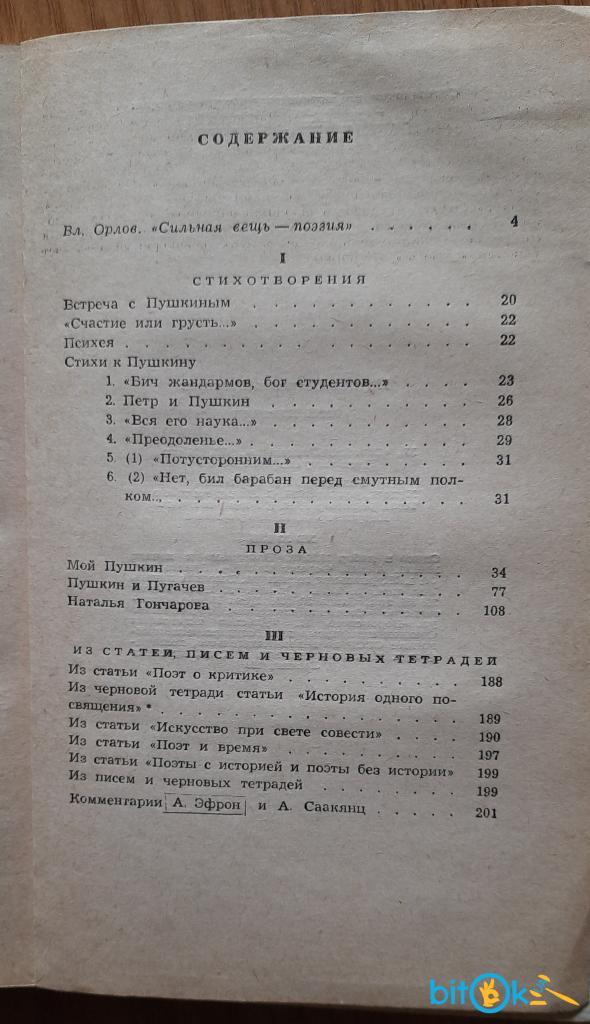 СОДЕРЖАНИЕ
Вл. Орлов. «Сильная вещь — поэзия» . . . . . . 4
I
СТИХОТВОРЕНИЯ
Встреча с Пушкиным . . . . . . . . . . . 20
«Счастие или грусть...» . . . . . . . . . . . 22
Психея . . . . . . . . . . . . . . . 22
Стихи к Пушкину
1. «Бич жандармов, бог студентов...» . . . . 23
2. Петр и Пушкин . . . . . . . . . . 26
3. «Вся его наука...» . . . . . . . . . . 28
4. «Преодоленье...» . . . . . . . . . . . 29
5. (1) «Потусторонним...» . . . . . . . . 31
6. (2) «Нет, бил барабан перед смутным пол-
ком... . . . . . . . . . . . . . . 31
II
ПРОЗА
Мой Пушкин . . . . . . . . . . . . . . 34
Пушкин и Пугачев . . . . . . . . . . . 77
Наталья Гончарова . . . . . . . . . . . . 108
III
ИЗ СТАТЕЙ, ПИСЕМ И ЧЕРНОВЫХ ТЕТРАДЕЙ
Из статьи «Поэт о критике» . . . . . . . . . 188
Из черновой тетради статьи «История одного по-
священия» * . . . . . . . . . . . . . . 189
Из статьи «Искусство при свете совести» . . . . 190
Из статьи «Поэт и время» . . . . . . . . . . 197
Из статьи «Поэты с историей и поэты без истории» 199
Из писем и черновых тетрадей . . . . . . . 199
Комментарии А. Эфрон и А. Саакянц . . . . . 201
bitok